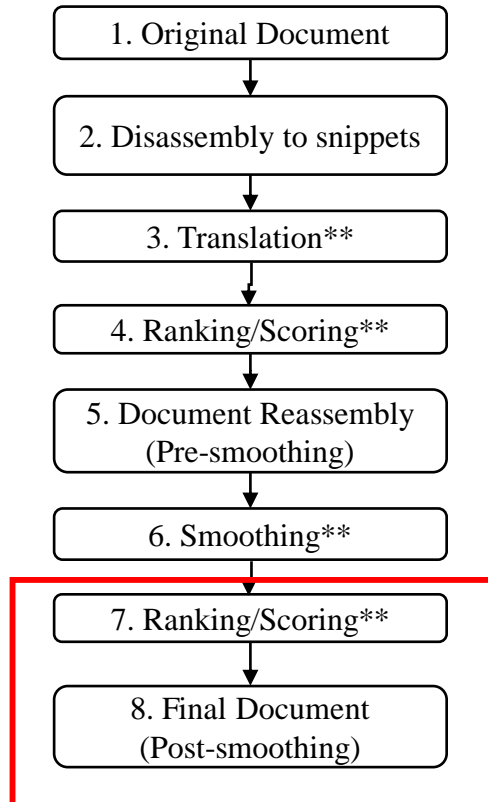 1. Original Document
2. Disassembly to snippets
3. Translation**
4. Ranking/Scoring**
5. Document Reassembly
(Pre-smoothing)
6. Smoothing**
7. Ranking/Scoring**
8. Final Document
(Post-smoothing)